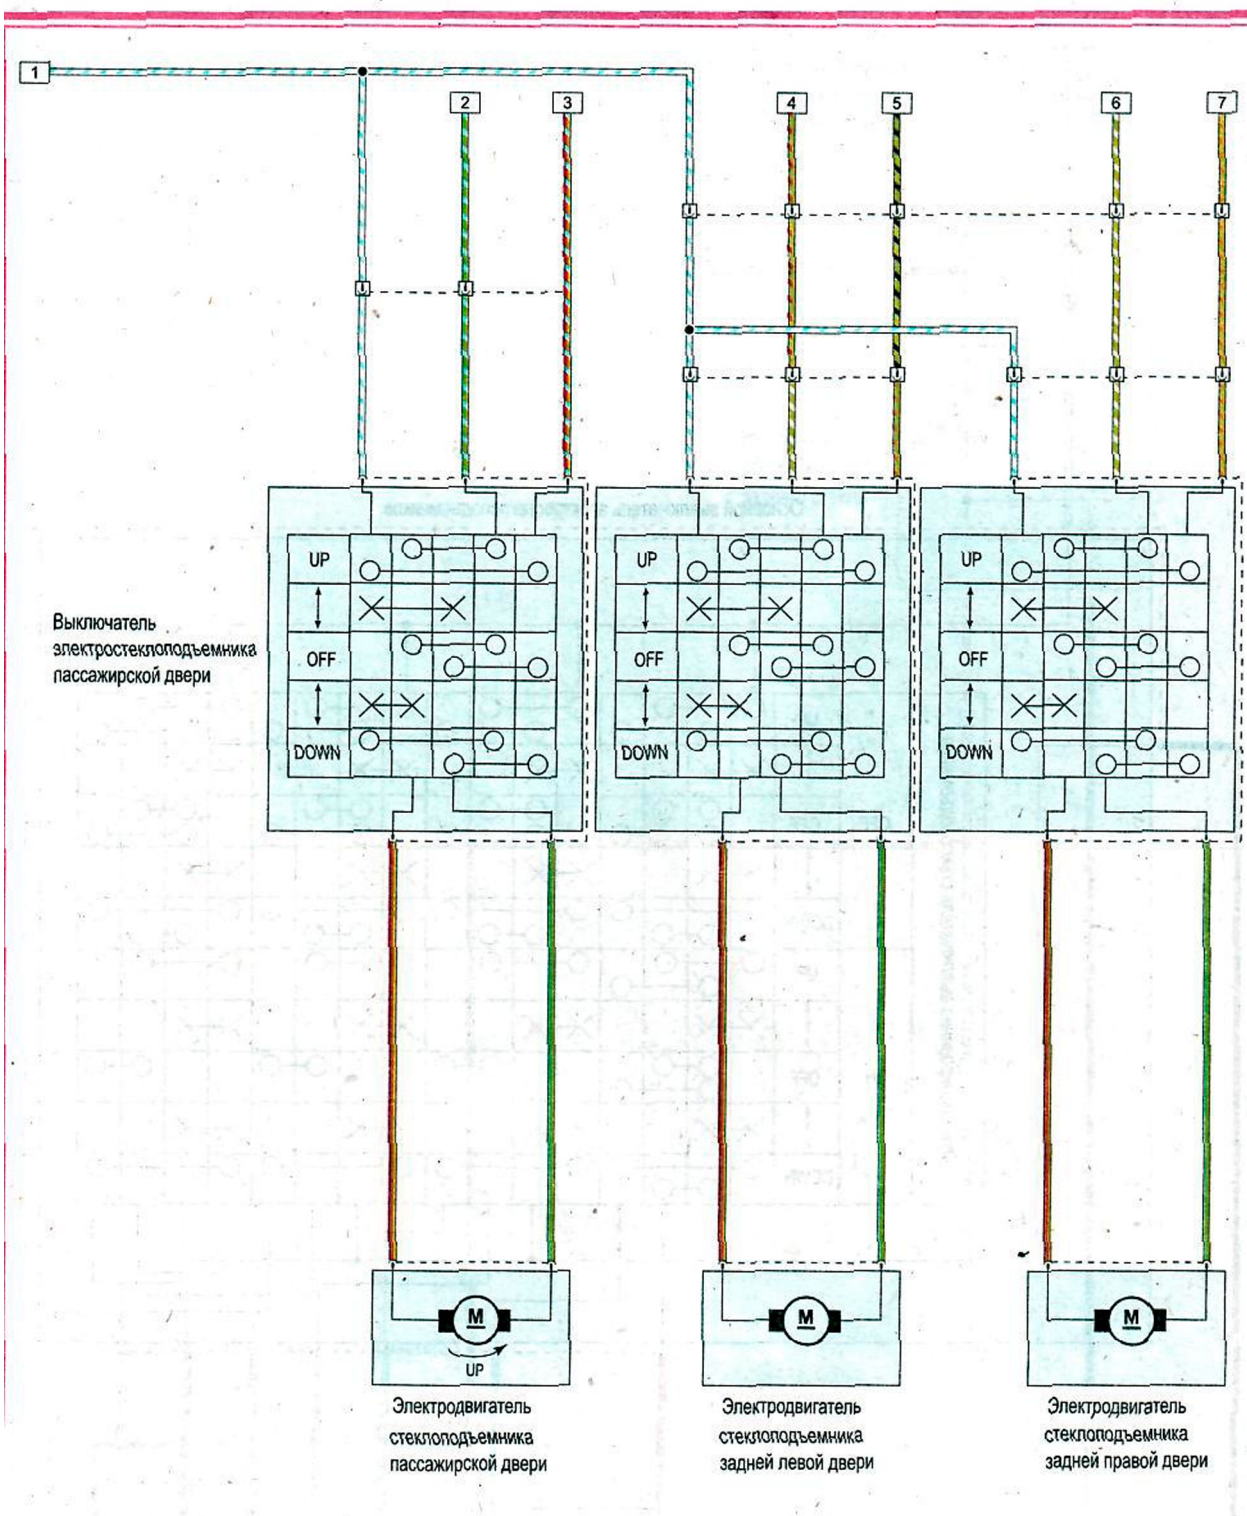 1
2
3
4
5
6
7
UP
OFF
DOWN
UP
OFF
DOWN
UP
OFF
DOWN
Выключатель
электростеклоподъемника
пассажирской двери
M
UP
M
M
Электродвигатель
стеклоподъемника
пассажирской двери
Электродвигатель
стеклоподъемника
задней левой двери
Электродвигатель
стеклоподъемника
задней правой двери